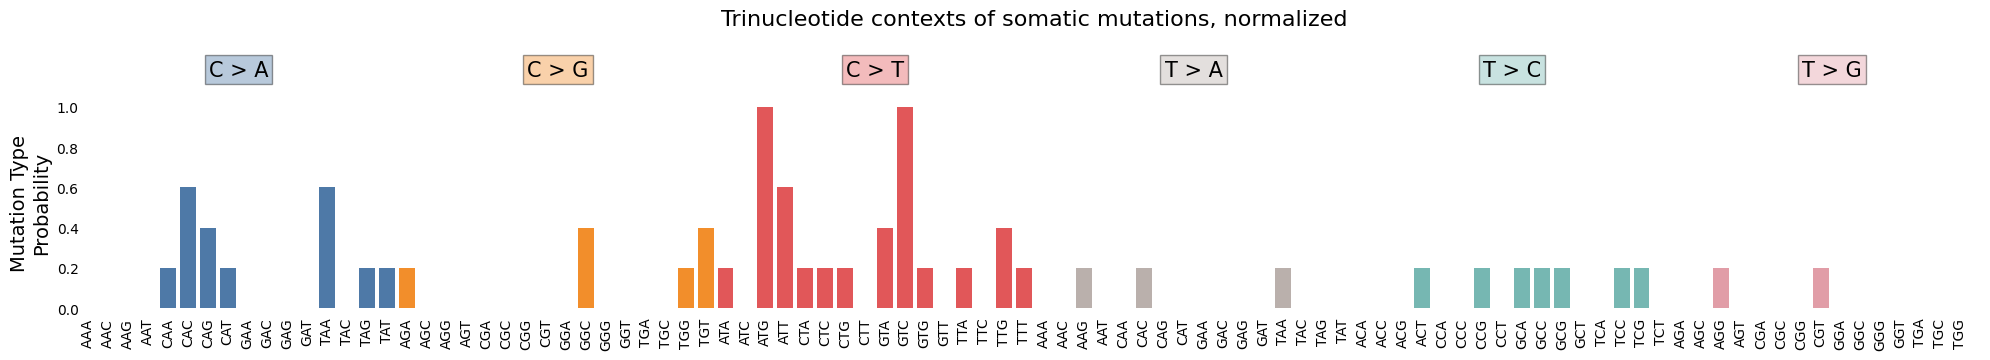 Trinucleotide contexts of somatic mutations, normalized
C > A
C > G
C > T
T > A
T > C
T > G
Mutation Type
Probability
1.0
0.8
0.6
0.4
0.2
0.0
AAA
AAC
AAG
AAT
CAA
CAC
CAG
CAT
GAA
GAC
GAG
GAT
TAA
TAC
TAG
TAT
AGA
AGC
AGG
AGT
CGA
CGC
CGG
CGT
GGA
GGC
GGG
GGT
TGA
TGC
TGG
TGT
ATA
ATC
ATG
ATT
CTA
CTC
CTG
CTT
GTA
GTC
GTG
GTT
TTA
TTC
TTG
TTT
AAA
AAC
AAG
AAT
CAA
CAC
CAG
CAT
GAA
GAC
GAG
GAT
TAA
TAC
TAG
TAT
ACA
ACC
ACG
ACT
CCA
CCC
CCG
CCT
GCA
GCC
GCG
GCT
TCA
TCC
TCG
TCT
AGA
AGC
AGG
AGT
CGA
CGC
CGG
CGT
GGA
GGC
GGG
GGT
TGA
TGC
TGG